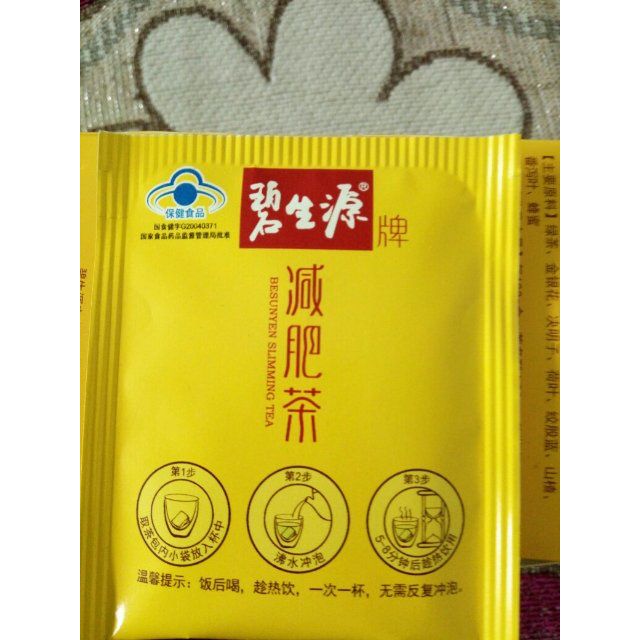 保健食品
国食健字G20040371
国家食品药品监督管理局批准
碧生源®牌
减肥茶
BESUNYEN SLIMMING TEA
第1步
取茶包内小袋放入杯中
第2步
沸水冲泡
第3步
5-8分钟后趁热饮用
温馨提示：饭后喝，趁热饮，一次一杯，无需反复冲泡。
【主要原料】绿茶、金银花、决明子、荷叶、绞股蓝、山楂、
番泻叶、蜂蜜